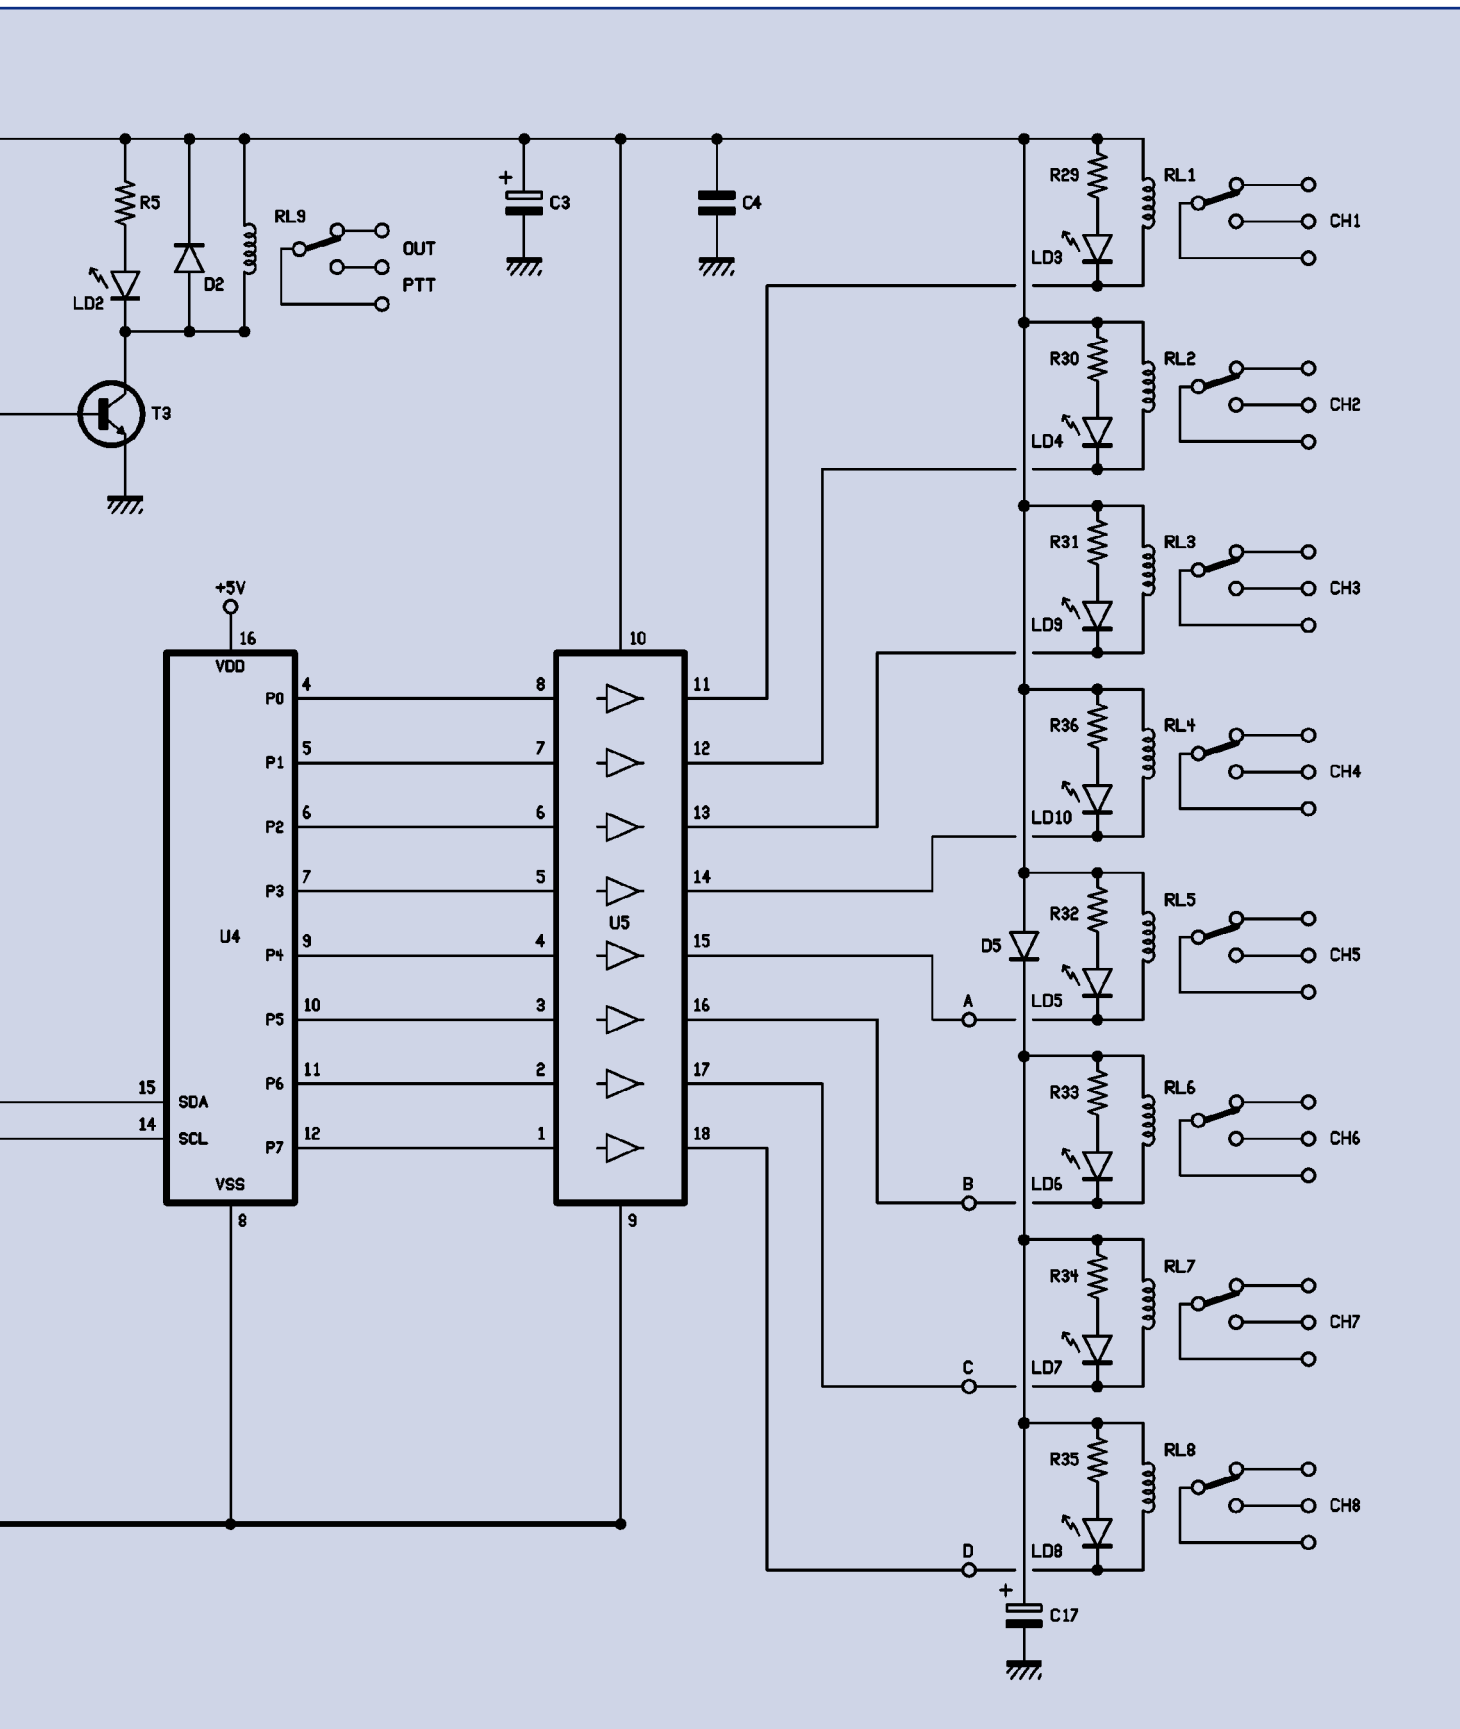 R5
LD2
D2
RL9
OUT
PTT
+
C3
C4
T3
R29
LD3
RL1
CH1
R30
LD4
RL2
CH2
R31
LD9
RL3
CH3
R36
LD10
RL4
CH4
D5
R32
LD5
RL5
CH5
R33
LD6
RL6
CH6
R34
LD7
RL7
CH7
R35
LD8
RL8
CH8
+5V
16
VDD
10
P0 4 8 11
P1 5 7 12
P2 6 6 13
P3 7 5 14
U4
U5
P4 9 4 15
A
P5 10 3 16
15 SDA
P6 11 2 17
14 SCL
P7 12 1 18
VSS
8
9
B
C
D
+
C17